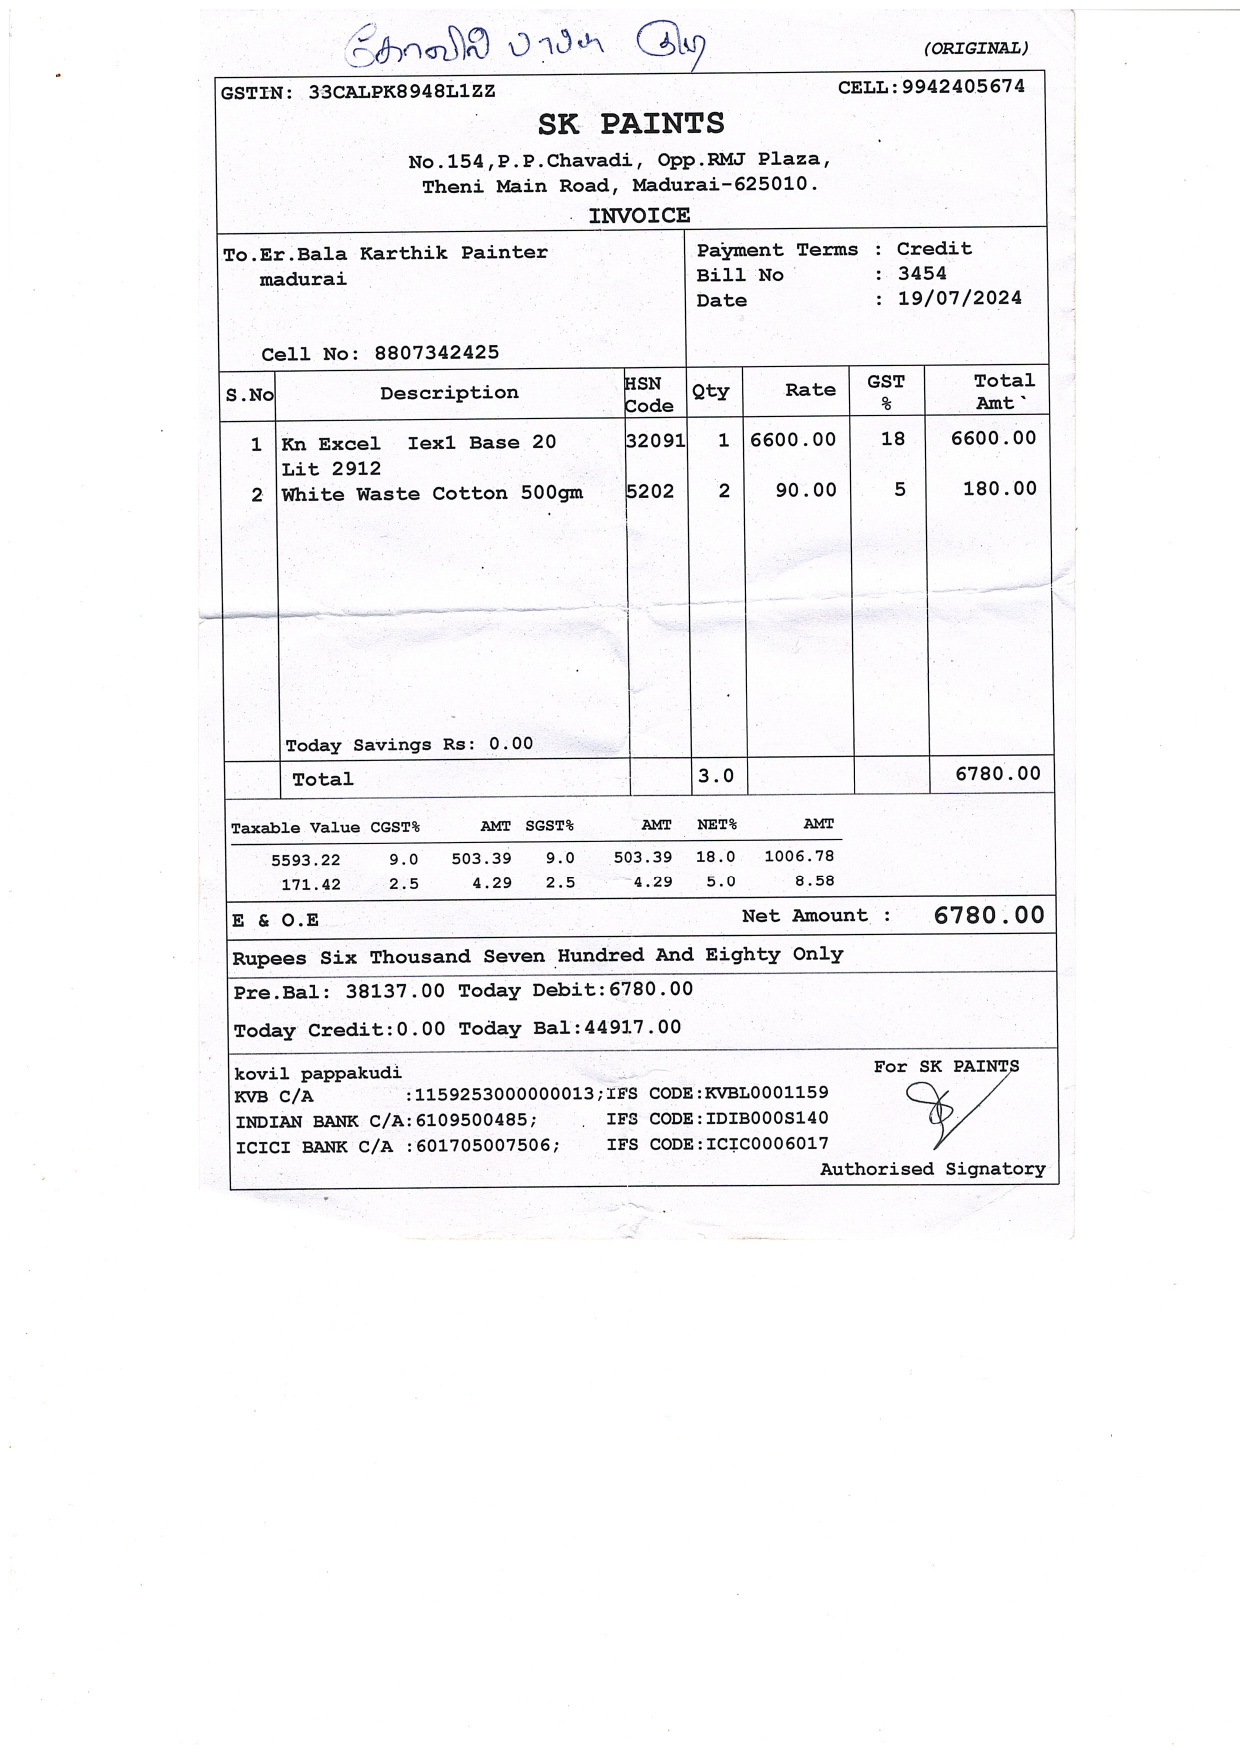 கோவில் பாப்பா குடி
(ORIGINAL)
GSTIN: 33CALPK8948L1ZZ CELL:9942405674
SK PAINTS
No.154,P.P.Chavadi, Opp.RMJ Plaza,
Theni Main Road, Madurai-625010.
INVOICE
To.Er.Bala Karthik Painter
madurai
Cell No: 8807342425
Payment Terms : Credit
Bill No : 3454
Date : 19/07/2024
S.No Description HSN Code Qty Rate GST % Total Amt`
1 Kn Excel Iex1 Base 20 32091 1 6600.00 18 6600.00
Lit 2912
2 White Waste Cotton 500gm 5202 2 90.00 5 180.00
Today Savings Rs: 0.00
Total 3.0 6780.00
Taxable Value CGST% AMT SGST% AMT NET% AMT
5593.22 9.0 503.39 9.0 503.39 18.0 1006.78
171.42 2.5 4.29 2.5 4.29 5.0 8.58
E & O.E Net Amount : 6780.00
Rupees Six Thousand Seven Hundred And Eighty Only
Pre.Bal: 38137.00 Today Debit:6780.00
Today Credit:0.00 Today Bal:44917.00
kovil pappakudi For SK PAINTS
KVB C/A :1159253000000013;IFS CODE:KVBL0001159
INDIAN BANK C/A:6109500485; IFS CODE:IDIB000S140
ICICI BANK C/A :601705007506; IFS CODE:ICIC0006017
Authorised Signatory